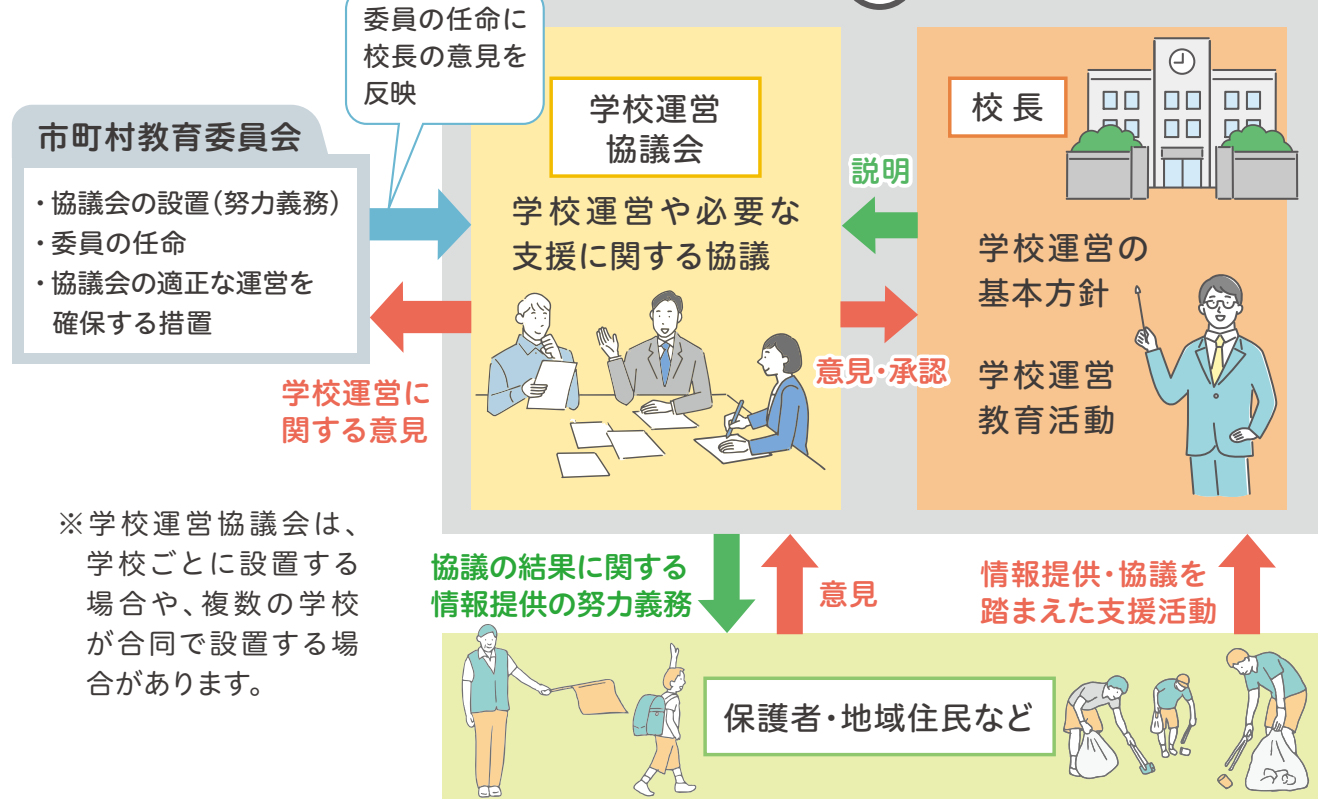 委員の任命に
校長の意見を
反映
市町村教育委員会
・協議会の設置（努力義務）
・委員の任命
・協議会の適正な運営を
確保する措置
学校運営
協議会
学校運営や必要な
支援に関する協議
校長
説明
学校運営の
基本方針
学校運営
教育活動
意見・承認
学校運営に
関する意見
※学校運営協議会は、
学校ごとに設置する
場合や、複数の学校
が合同で設置する場
合があります。
協議の結果に関する
情報提供の努力義務
意見
情報提供・協議を
踏まえた支援活動
保護者・地域住民など